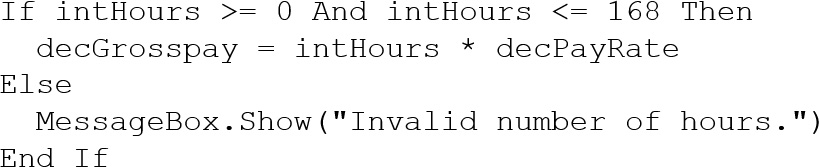 If intHours >= 0 And intHours <= 168 Then
  decGrosspay = intHours * decPayRate
Else
  MessageBox.Show("Invalid number of hours.")
End If